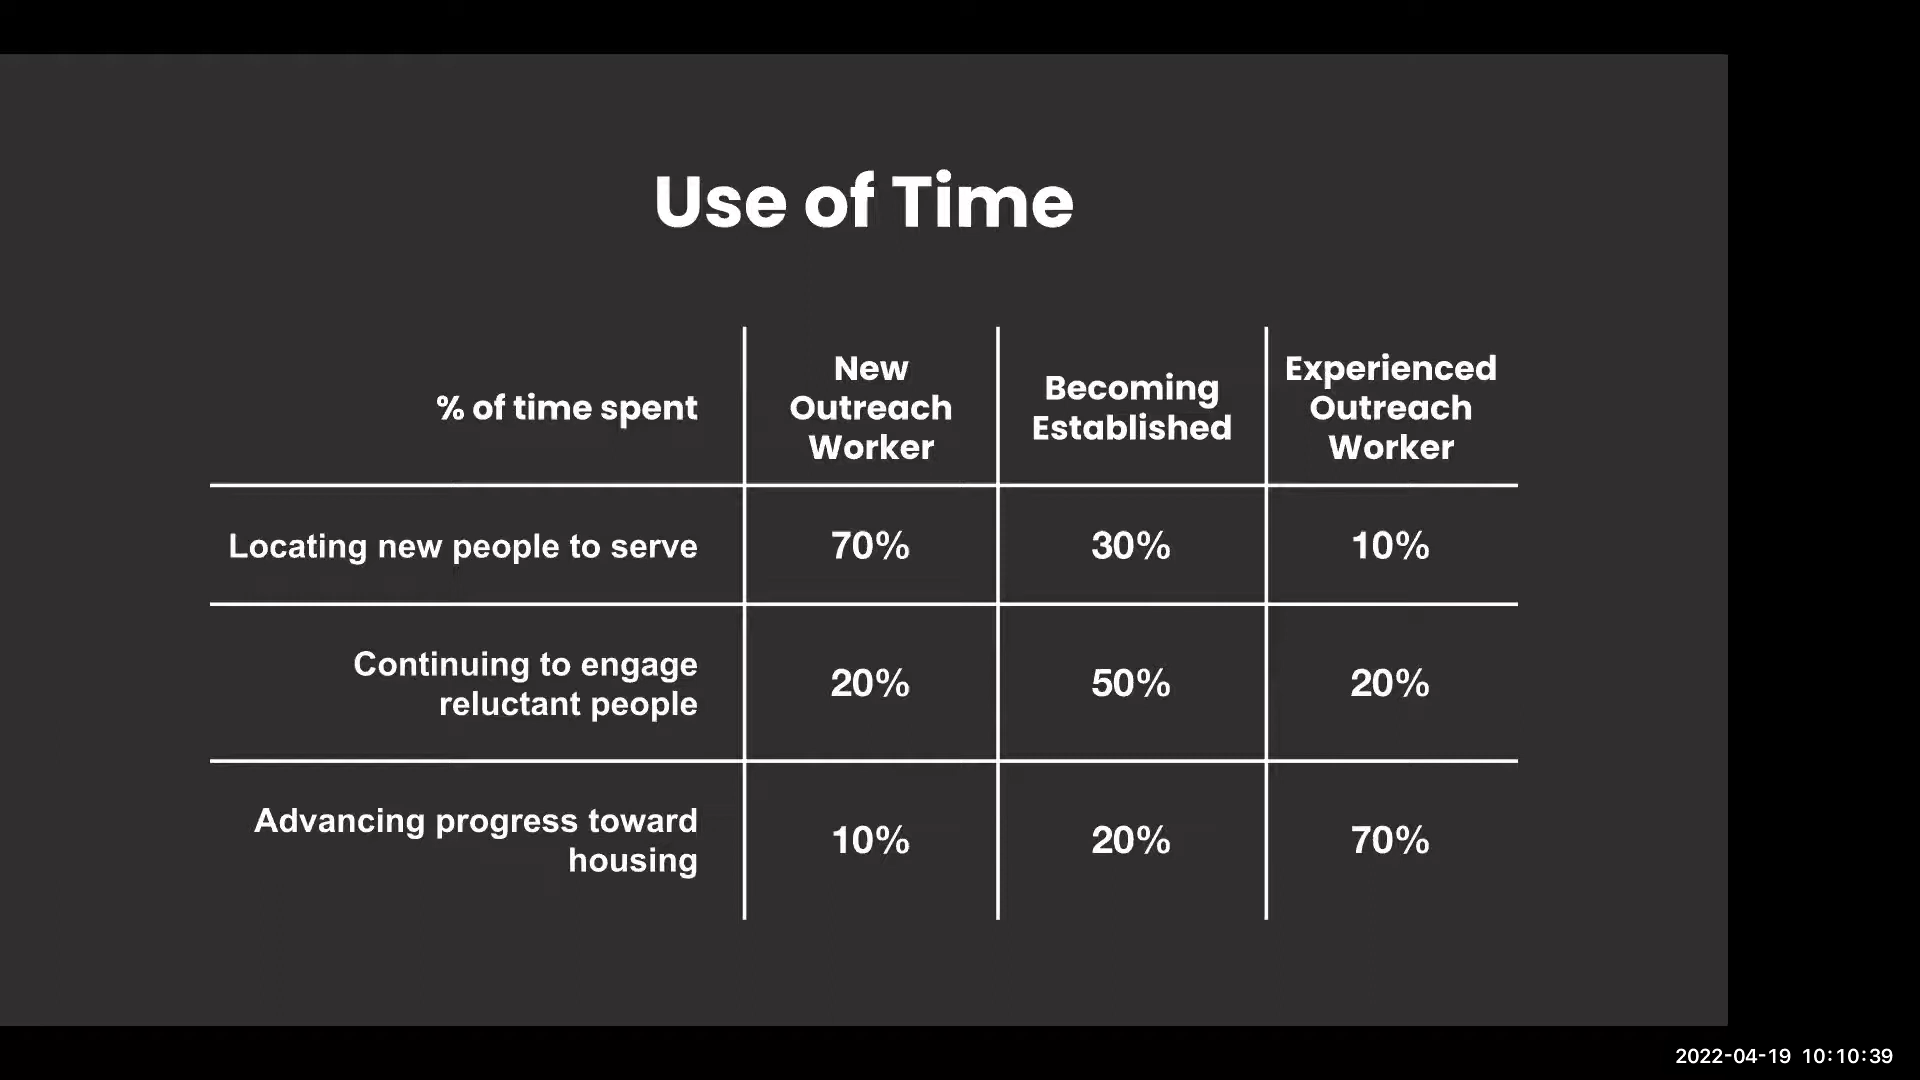 Use of Time
% of time spent
New
Outreach
Worker
Becoming
Established
Experienced
Outreach
Worker
Locating new people to serve
70%
30%
10%
Continuing to engage
reluctant people
20%
50%
20%
Advancing progress toward
housing
10%
20%
70%
2022-04-19 10:10:39